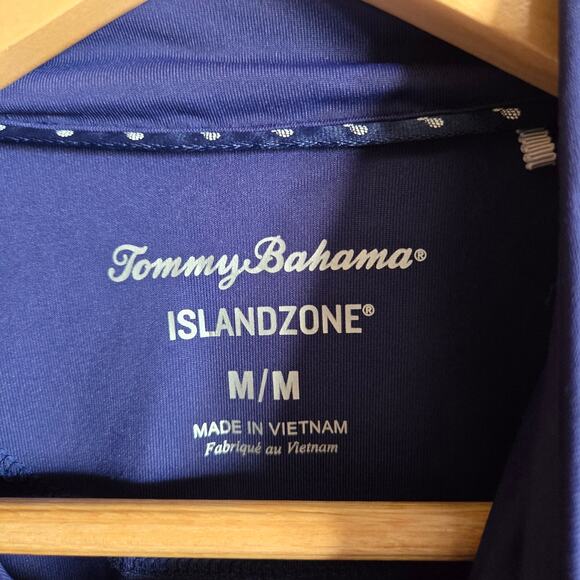 Tommy Bahama®
ISLANDZONE®
M/M
MADE IN VIETNAM
Fabriqué au Vietnam